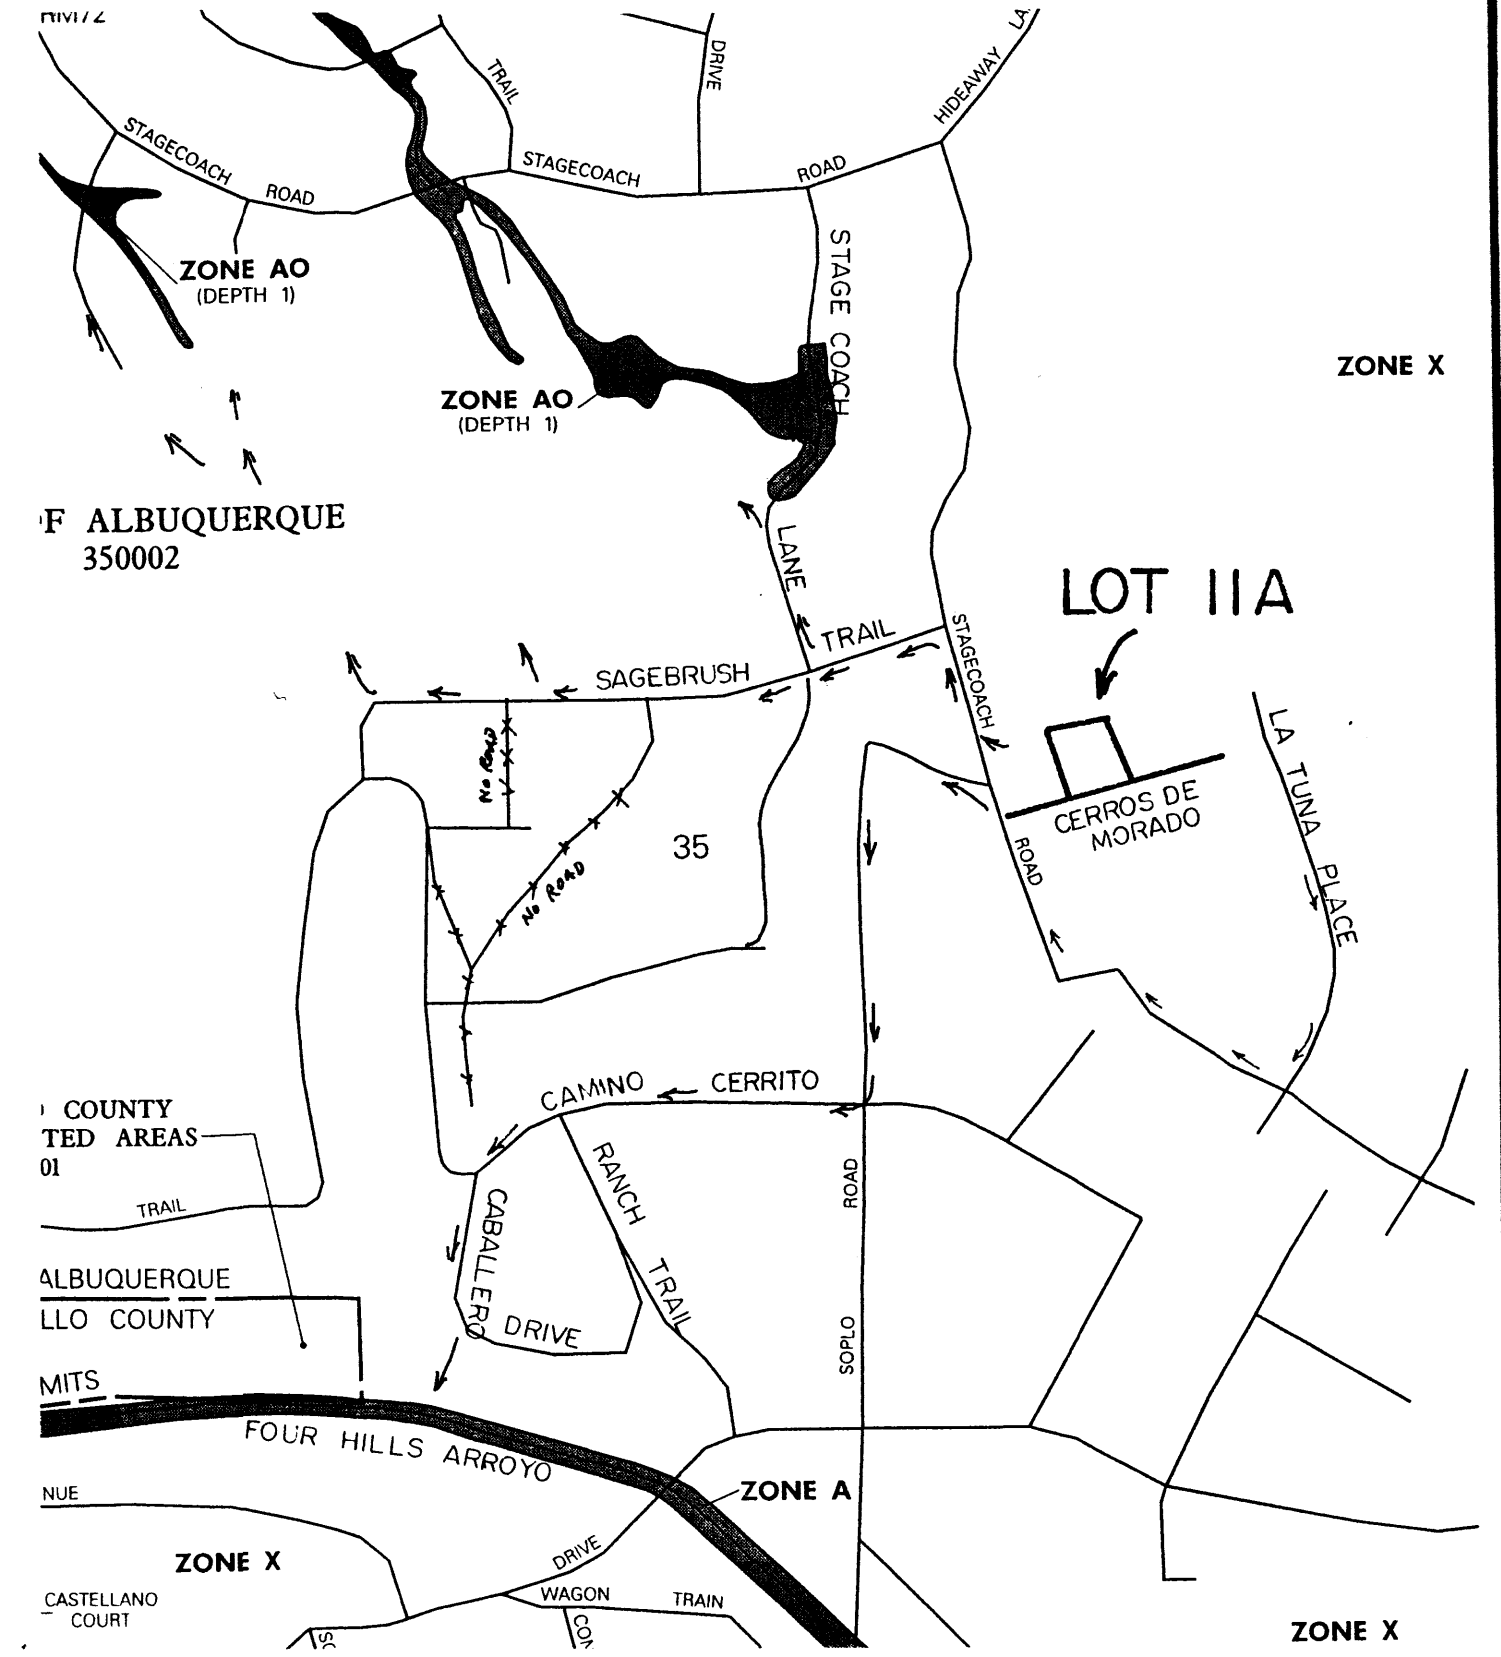 TRAIL
DRIVE
HIDEAWAY LA.
STAGECOACH
ROAD
STAGECOACH
ROAD
ZONE AO
(DEPTH 1)
STAGE COACH
ZONE X
ZONE AO
(DEPTH 1)
F ALBUQUERQUE
350002
LANE
LOT 11A
TRAIL
SAGEBRUSH
STAGECOACH
LA TUNA PLACE
NO ROAD
CERROS DE
MORADO
35
ROAD
NO ROAD
CAMINO CERRITO
COUNTY
TED AREAS
01
RANCH TRAIL
ROAD
TRAIL
CABALLERO
DRIVE
ALBUQUERQUE
LLO COUNTY
SOPLO
MITS
FOUR HILLS ARROYO
ZONE A
NUE
ZONE X
DRIVE
WAGON TRAIN
CASTELLANO
COURT
SC
CON
ZONE X